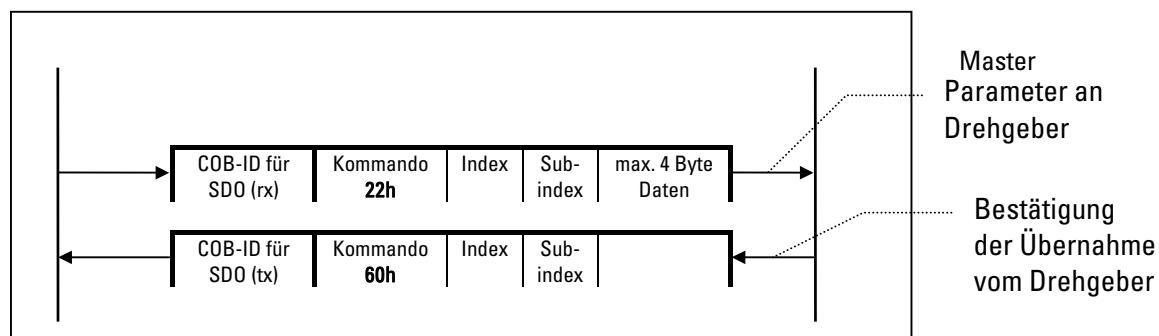 Master
Parameter an
Drehgeber
COB-ID für
SDO (rx)
Kommando
22h
Index
Sub-
index
max. 4 Byte
Daten
COB-ID für
SDO (tx)
Kommando
60h
Index
Sub-
index
Bestätigung
der Übernahme
vom Drehgeber